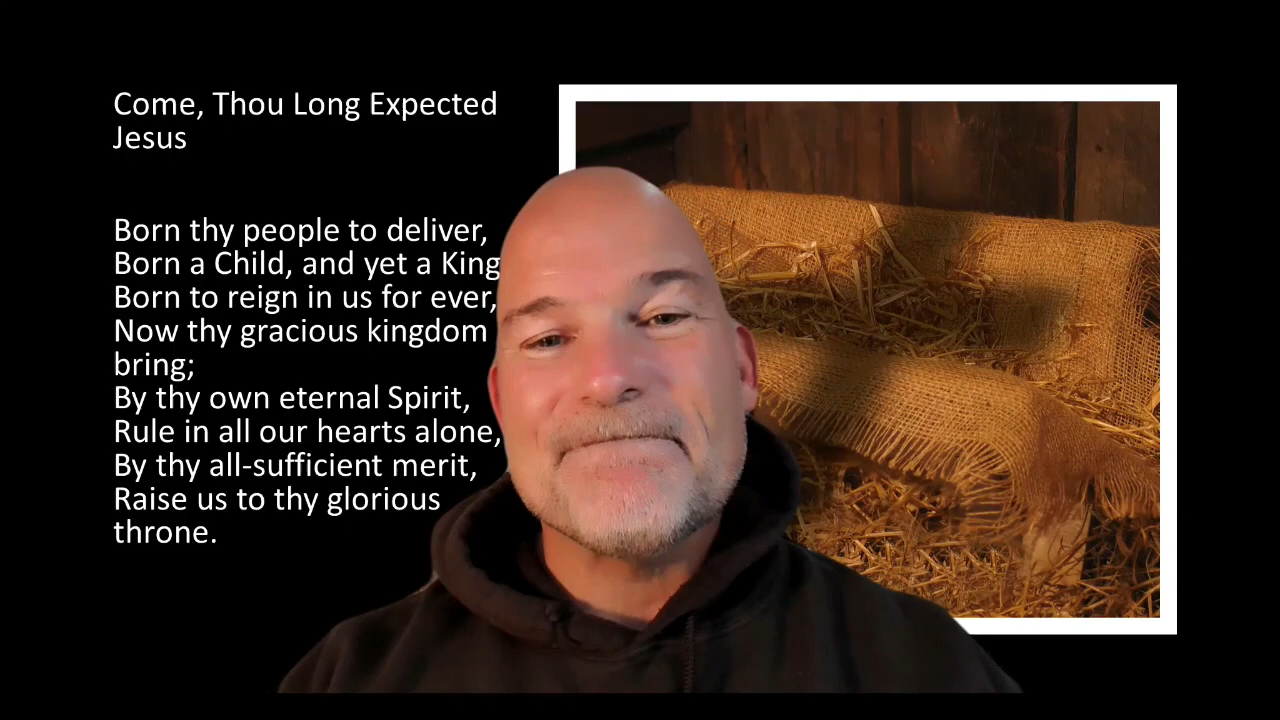 Come, Thou Long Expected
Jesus
Born thy people to deliver,
Born a Child, and yet a King
Born to reign in us for ever,
Now thy gracious kingdom
bring;
By thy own eternal Spirit,
Rule in all our hearts alone,
By thy all-sufficient merit,
Raise us to thy glorious
throne.